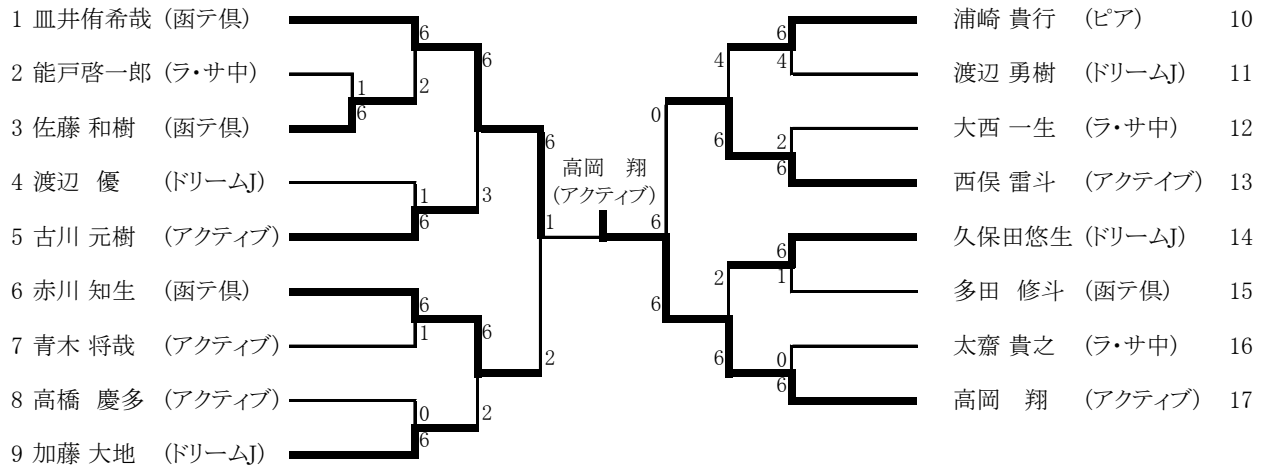 1 皿井侑希哉 (函テ倶)
2 能戸啓一郎 (ラ・サ中)
3 佐藤 和樹 (函テ倶)
4 渡辺 優 (ドリームJ)
5 古川 元樹 (アクティブ)
6 赤川 知生 (函テ倶)
7 青木 将哉 (アクティブ)
8 高橋 慶多 (アクティブ)
9 加藤 大地 (ドリームJ)
6
1
6
2
1
6
6
1
0
6
6
3
6
2
6
2
1
高岡 翔
(アクティブ)
6
0
6
4
6
2
6
6
4
2
6
6
1
0
6
浦崎 貴行 (ピア) 10
渡辺 勇樹 (ドリームJ) 11
大西 一生 (ラ・サ中) 12
西俣 雷斗 (アクテイブ) 13
久保田悠生 (ドリームJ) 14
多田 修斗 (函テ倶) 15
太齋 貴之 (ラ・サ中) 16
高岡 翔 (アクティブ) 17